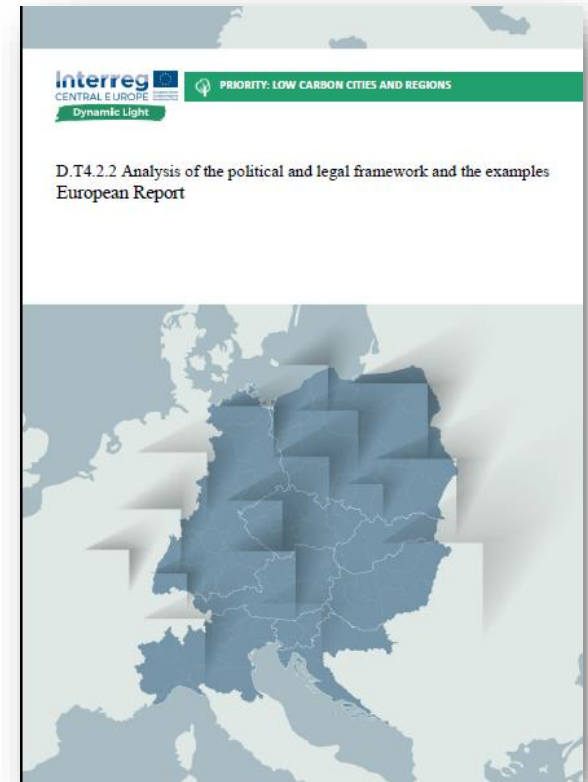 Interreg
CENTRAL EUROPE
Dynamic Light
PRIORITY: LOW CARBON CITIES AND REGIONS
D.T4.2.2 Analysis of the political and legal framework and the examples
European Report